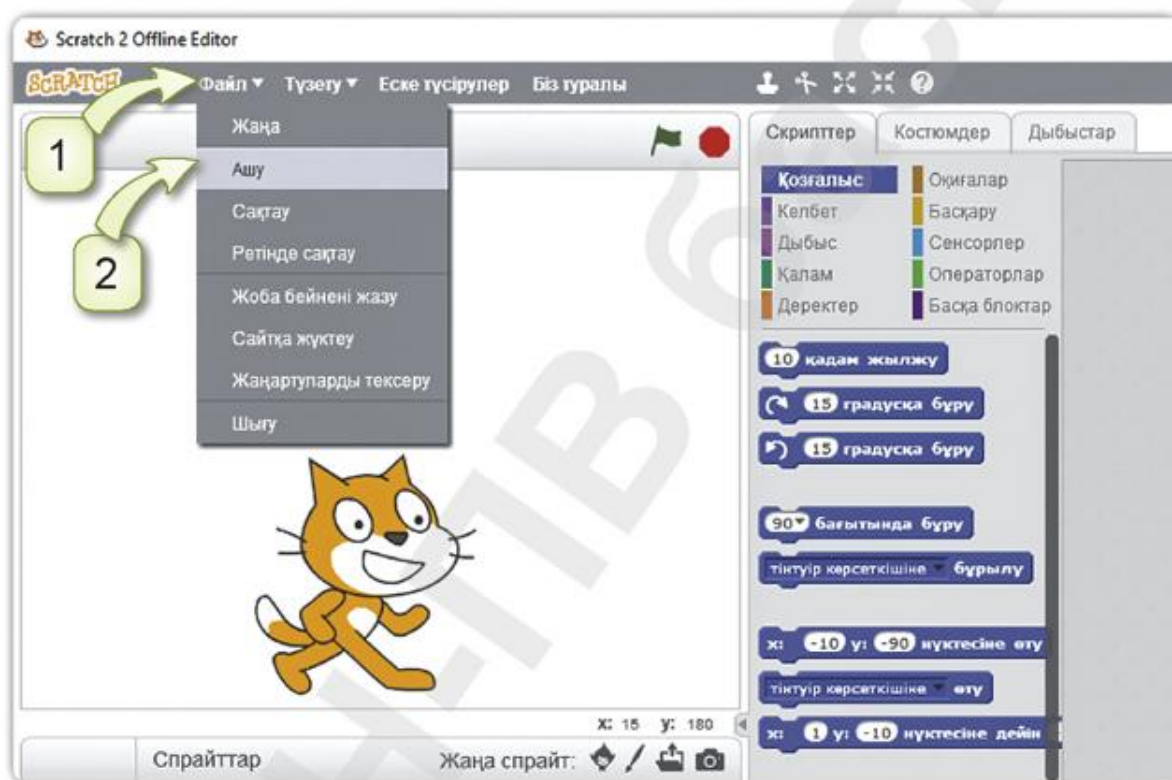 Scratch 2 Offline Editor
SCRATCH Файл Түзету Еске түсірулер Біз туралы
1
2
Жаңа
Ашу
Сақтау
Ретінде сақтау
Жоба бейнені жазу
Сайтқа жүктеу
Жаңартуларды тексеру
Шығу
x: 15 y: 180
Спрайттар Жаңа спрайт:
Скрипттер Костюмдер Дыбыстар
Қозғалыс Оқиғалар
Келбет Басқару
Дыбыс Сенсорлер
Қалам Операторлар
Деректер Басқа блоктар
10 қадам жылжу
15 градусқа бұру
15 градусқа бұру
90 бағытында бұру
тінтуір көрсеткішіне бұрылу
x: -10 y: -90 нүктесіне өту
тінтуір көрсеткішіне өту
x: 1 y: -10 нүктесіне дейін